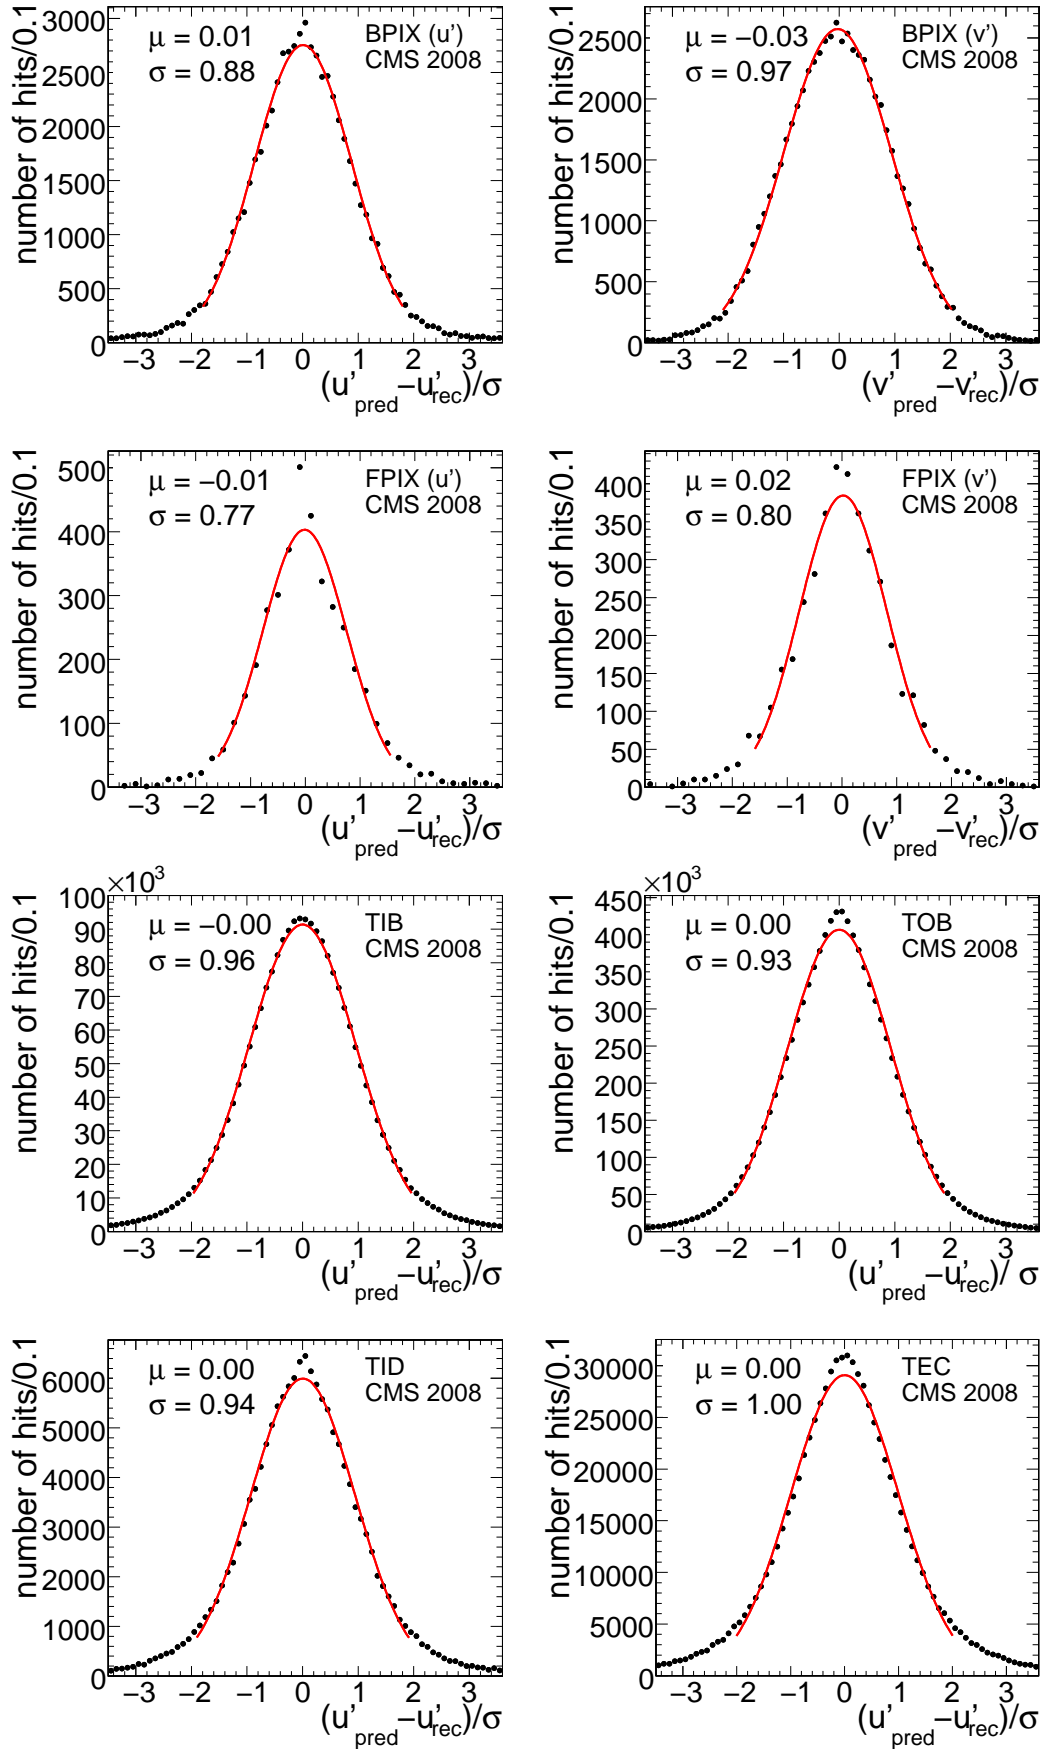 number of hits/0.1
3000
2500
2000
1500
1000
500
0
μ = 0.01
σ = 0.88
BPIX (u')
CMS 2008
−3 −2 −1 0 1 2 3
(u'pred−u'rec)/σ
number of hits/0.1
2500
2000
1500
1000
500
0
μ = −0.03
σ = 0.97
BPIX (v')
CMS 2008
−3 −2 −1 0 1 2 3
(v'pred−v'rec)/σ
number of hits/0.1
500
400
300
200
100
0
μ = −0.01
σ = 0.77
FPIX (u')
CMS 2008
−3 −2 −1 0 1 2 3
(u'pred−u'rec)/σ
number of hits/0.1
400
350
300
250
200
150
100
50
0
μ = 0.02
σ = 0.80
FPIX (v')
CMS 2008
−3 −2 −1 0 1 2 3
(v'pred−v'rec)/σ
×10³
number of hits/0.1
100
90
80
70
60
50
40
30
20
10
0
μ = −0.00
σ = 0.96
TIB
CMS 2008
−3 −2 −1 0 1 2 3
(u'pred−u'rec)/σ
×10³
number of hits/0.1
450
400
350
300
250
200
150
100
50
0
μ = 0.00
σ = 0.93
TOB
CMS 2008
−3 −2 −1 0 1 2 3
(u'pred−u'rec)/ σ
number of hits/0.1
6000
5000
4000
3000
2000
1000
0
μ = 0.00
σ = 0.94
TID
CMS 2008
−3 −2 −1 0 1 2 3
(u'pred−u'rec)/σ
number of hits/0.1
30000
25000
20000
15000
10000
5000
0
μ = 0.00
σ = 1.00
TEC
CMS 2008
−3 −2 −1 0 1 2 3
(u'pred−u'rec)/σ